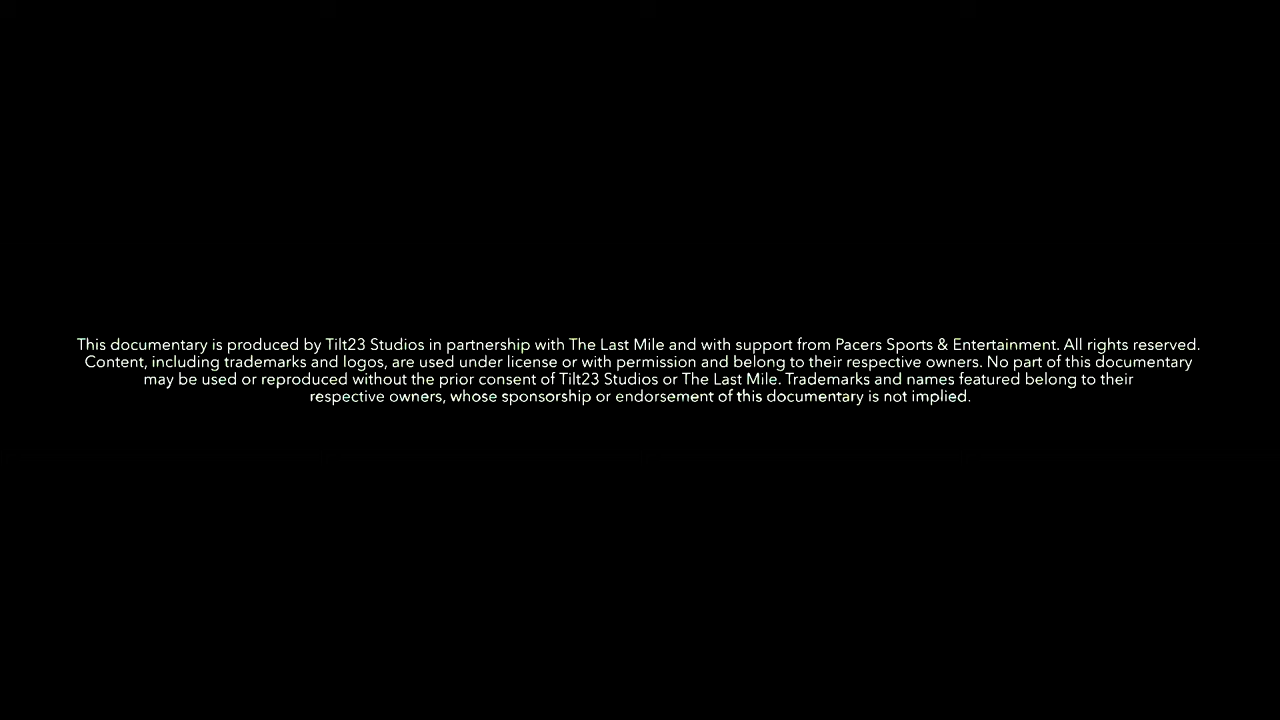 This documentary is produced by Tilt23 Studios in partnership with The Last Mile and with support from Pacers Sports & Entertainment. All rights reserved.
Content, including trademarks and logos, are used under license or with permission and belong to their respective owners. No part of this documentary
may be used or reproduced without the prior consent of Tilt23 Studios or The Last Mile. Trademarks and names featured belong to their
respective owners, whose sponsorship or endorsement of this documentary is not implied.